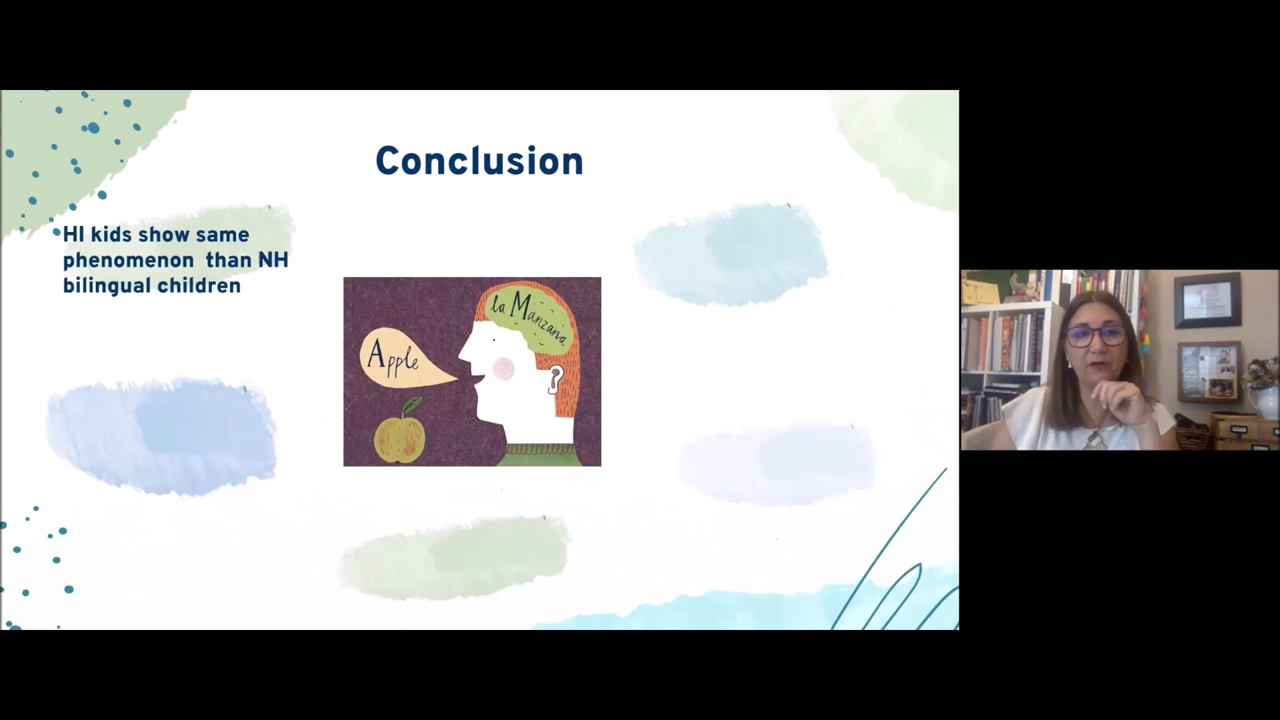 Conclusion
HI kids show same
phenomenon than NH
bilingual children
la Manzana
Apple